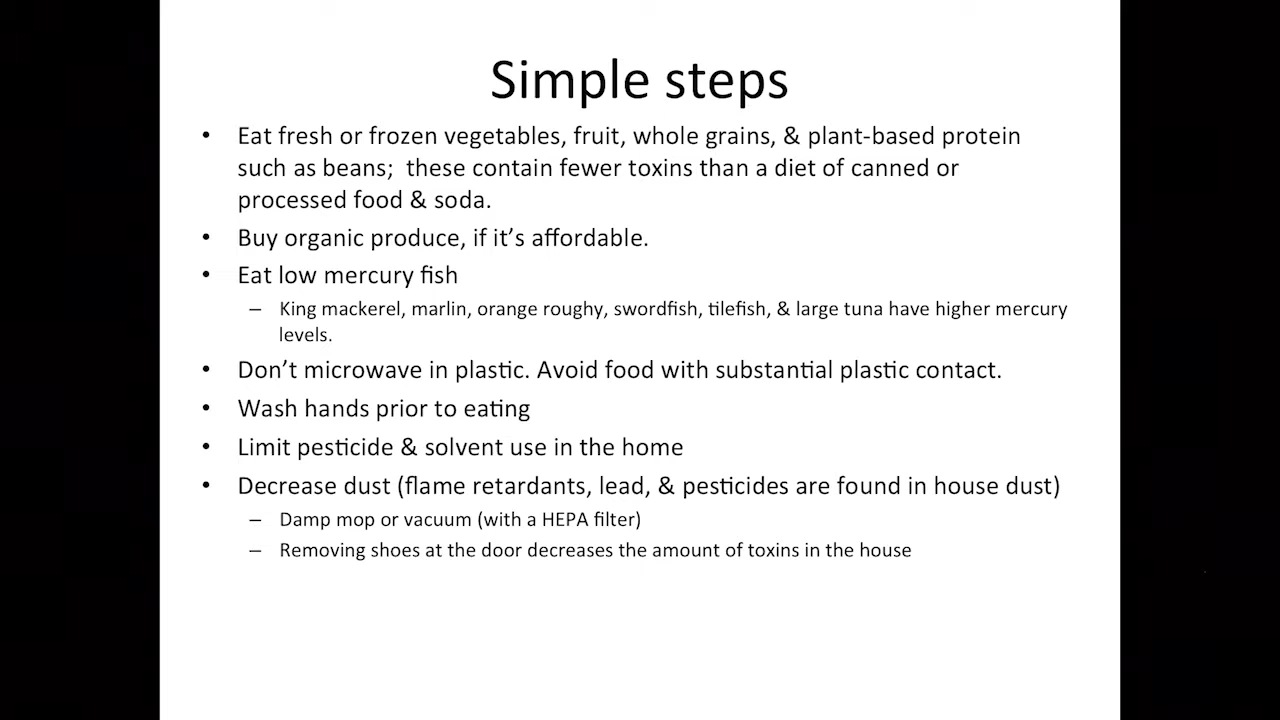 Simple steps
• Eat fresh or frozen vegetables, fruit, whole grains, & plant-based protein
such as beans;  these contain fewer toxins than a diet of canned or
processed food & soda.
• Buy organic produce, if it's affordable.
• Eat low mercury fish
– King mackerel, marlin, orange roughy, swordfish, tilefish, & large tuna have higher mercury
levels.
• Don't microwave in plastic. Avoid food with substantial plastic contact.
• Wash hands prior to eating
• Limit pesticide & solvent use in the home
• Decrease dust (flame retardants, lead, & pesticides are found in house dust)
– Damp mop or vacuum (with a HEPA filter)
– Removing shoes at the door decreases the amount of toxins in the house